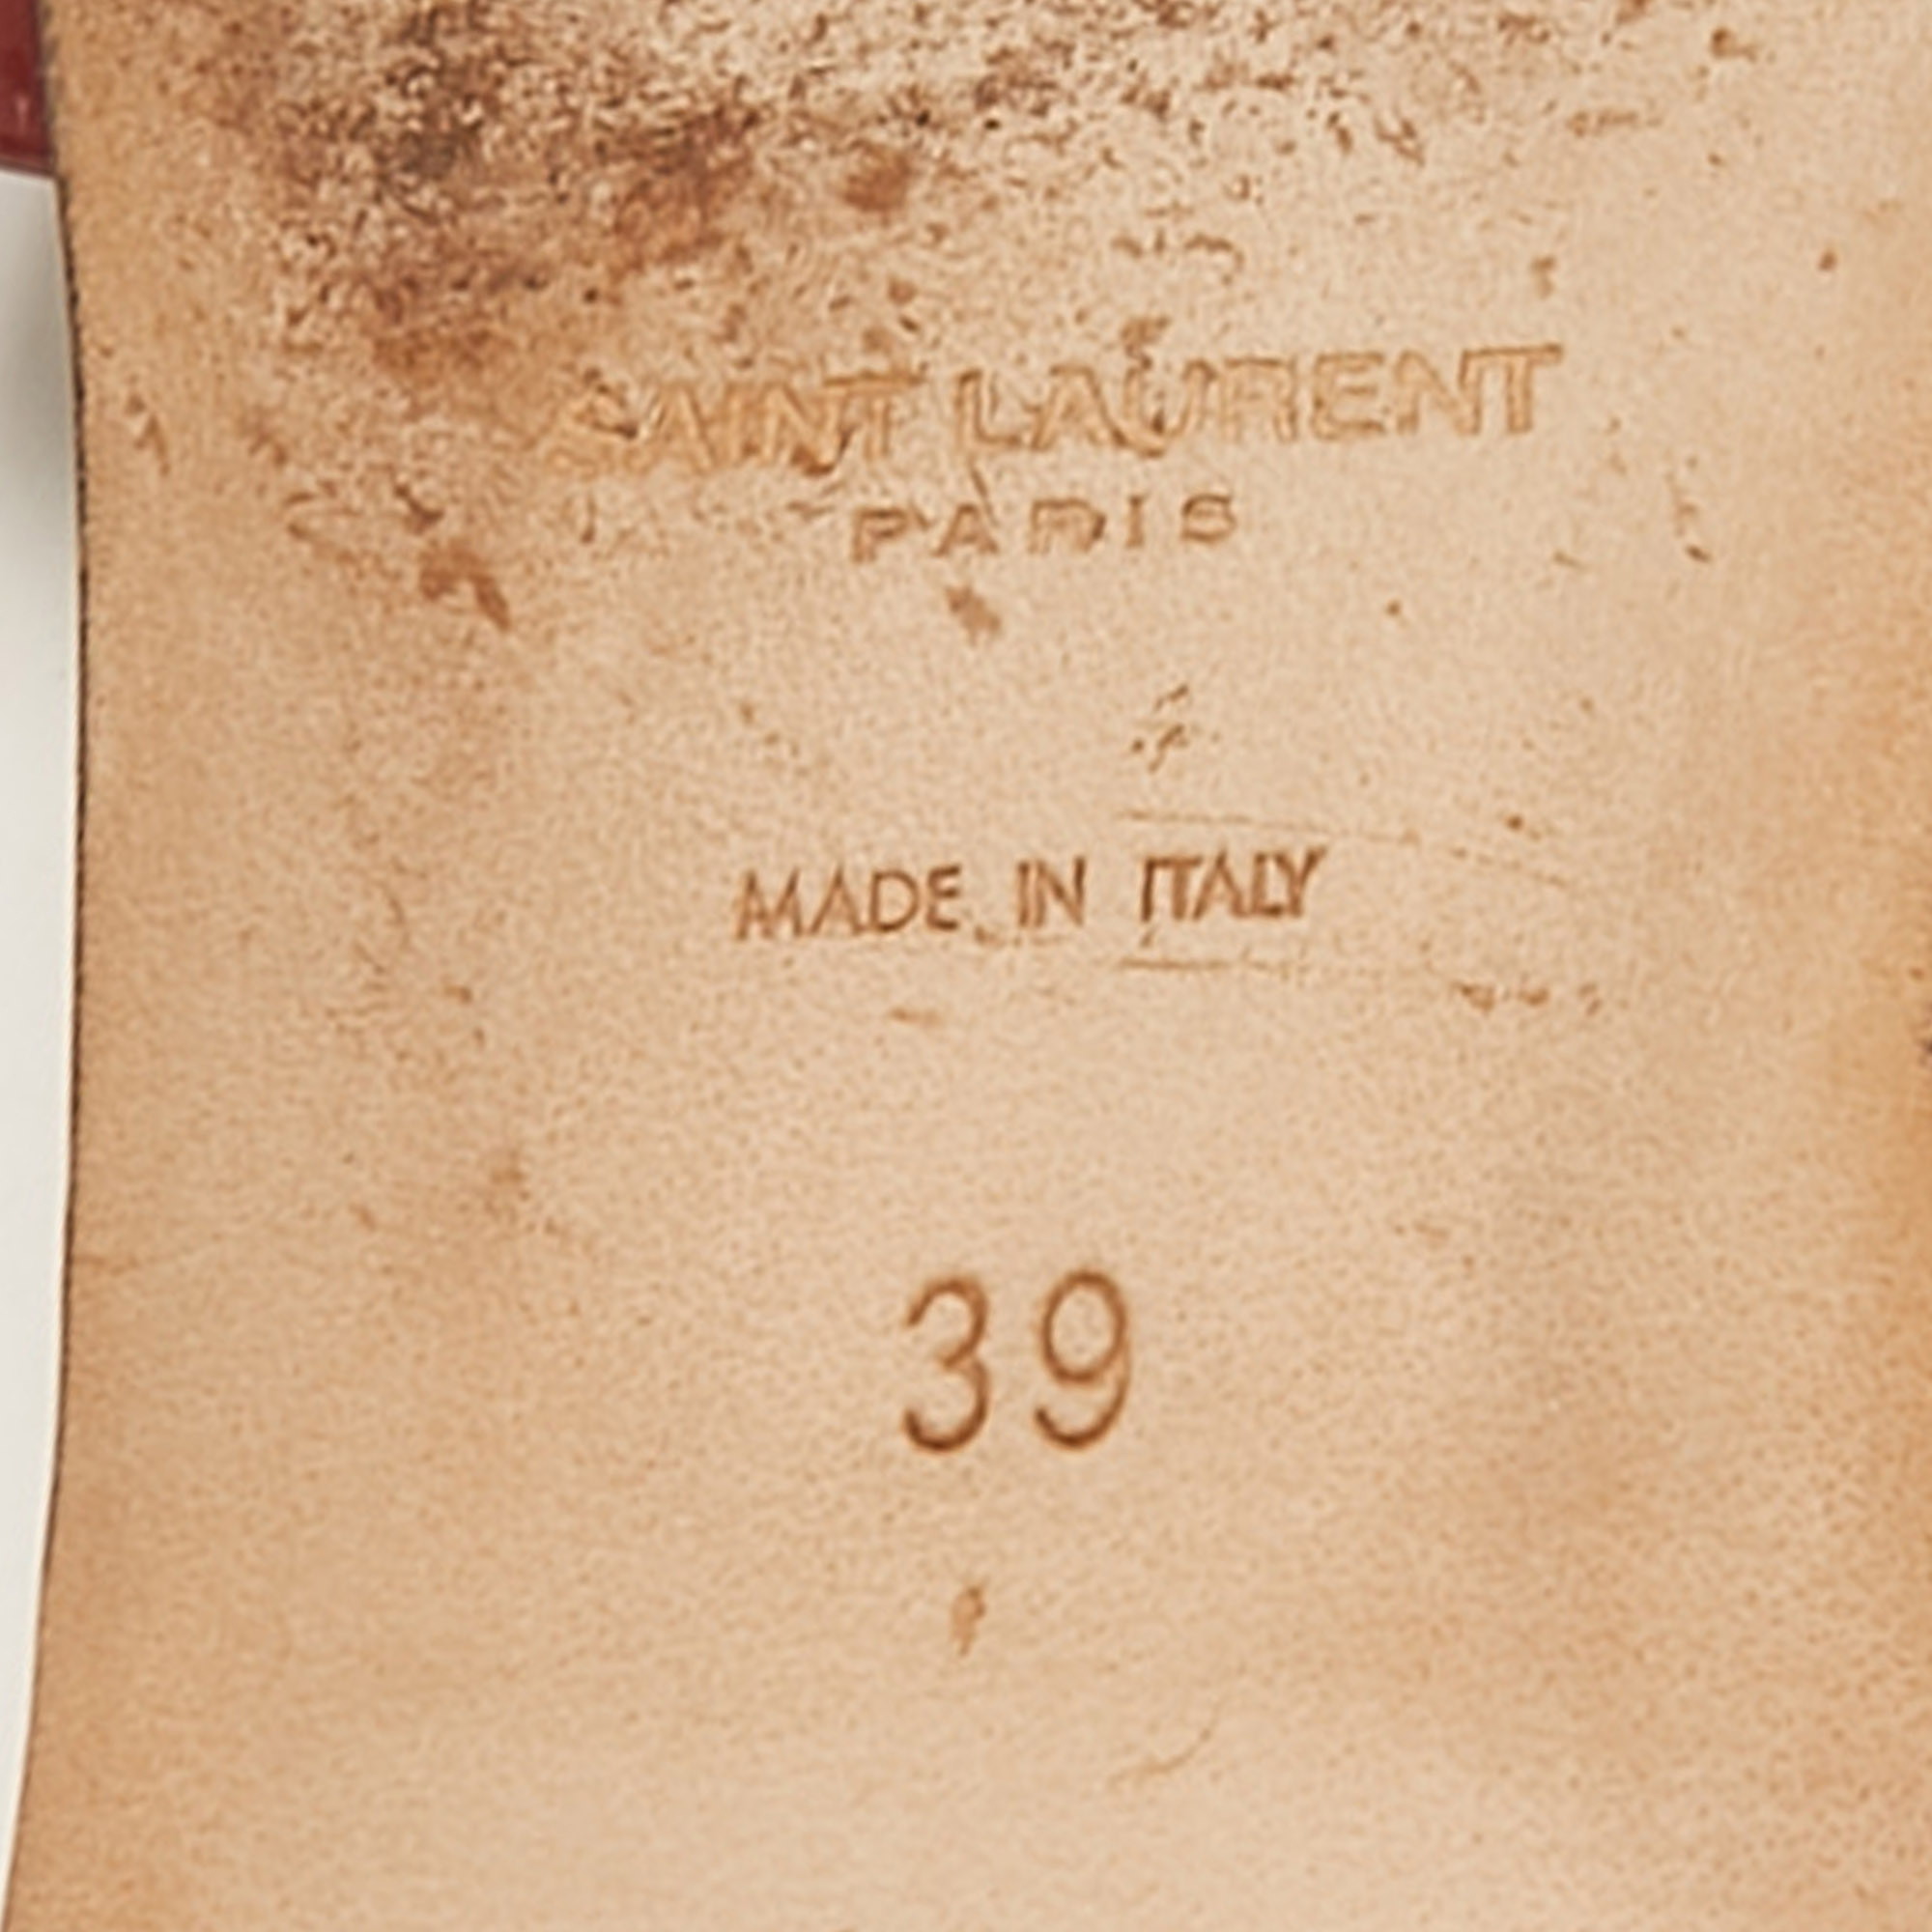 SAINT LAURENT
PARIS
MADE IN ITALY
39